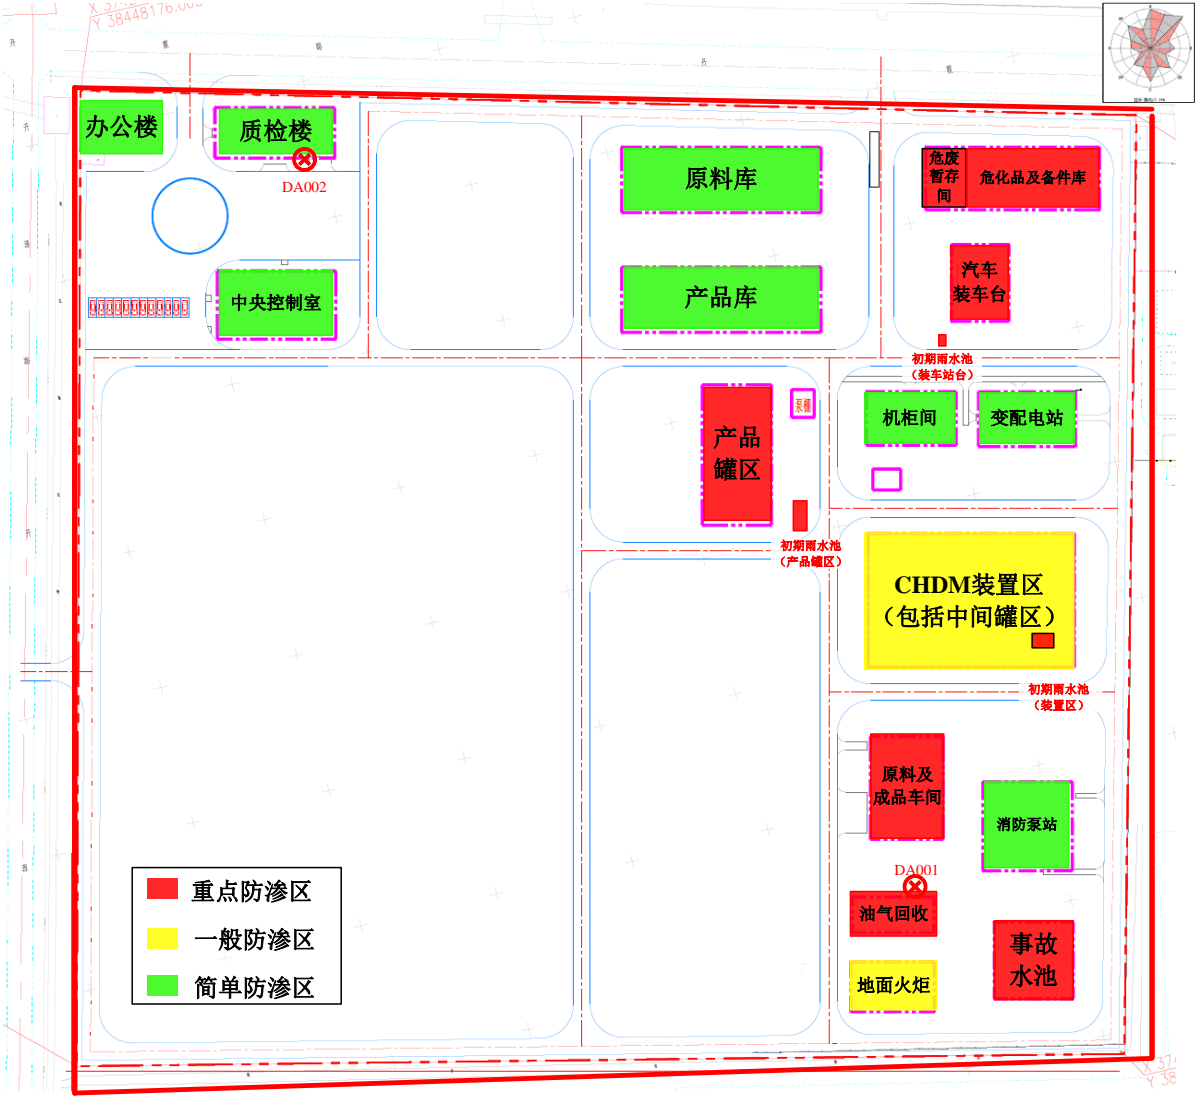 Y 38448176.005
办公楼
质检楼
DA002
原料库
危废
暂存
间
危化品及备件库
中央控制室
产品库
汽车
装车台
初期雨水池
（装车站台）
产品
罐区
泵棚
机柜间
变配电站
初期雨水池
（产品罐区）
CHDM装置区
（包括中间罐区）
初期雨水池
（装置区）
原料及
成品车间
消防泵站
DA001
油气回收
事故
水池
地面火炬
重点防渗区
一般防渗区
简单防渗区
X 37
Y 38